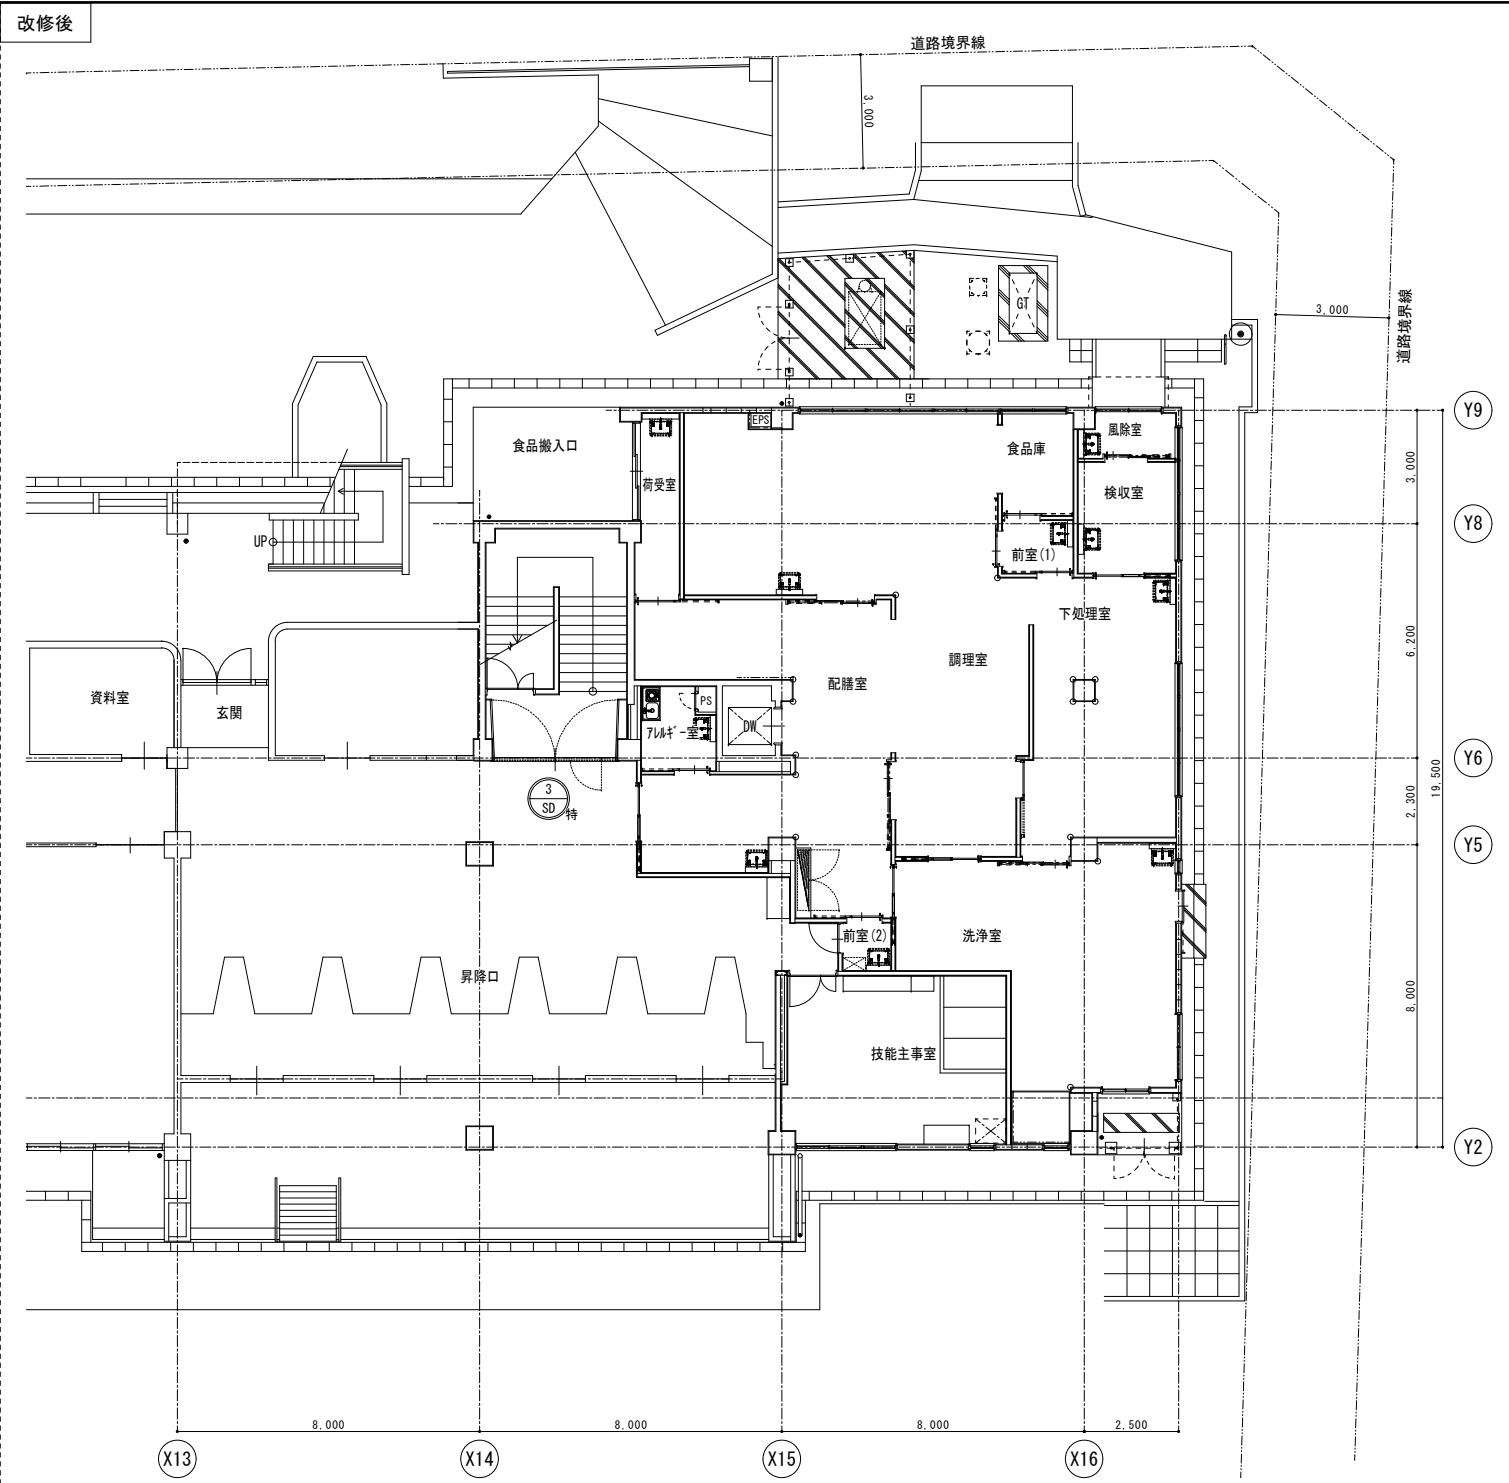 改修後
道路境界線
3,000
3,000
道路境界線
GT
Y9
EPS
風除室
食品搬入口
食品庫
3,000
荷受室
検収室
Y8
UP
前室(1)
下処理室
6,200
調理室
配膳室
資料室
玄関
PS
DW
アレルギー室
Y6
19,500
3
SD
特
2,300
Y5
前室(2)
洗浄室
昇降口
8,000
技能主事室
Y2
8,000
8,000
8,000
2,500
X13
X14
X15
X16